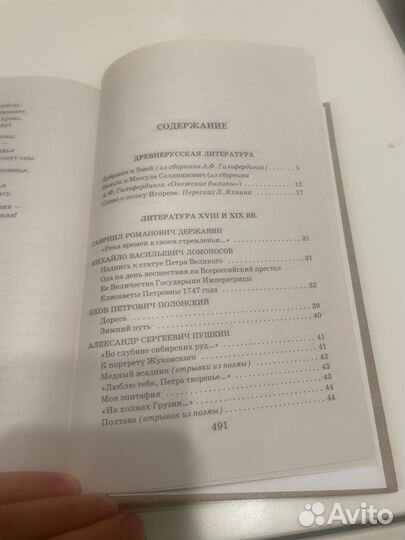 любовь,
кровь,
сны.
СОДЕРЖАНИЕ
ДРЕВНЕРУССКАЯ ЛИТЕРАТУРА
Добрыня и Змей (из сборника А.Ф. Гильфердинга) 5
Вольга и Микула Селянинович (из сборника
А.Ф. Гильфердинга «Онежские былины») 12
Слово о полку Игореве. Пересказ Л. Яхнина 17
ЛИТЕРАТУРА XVIII И XIX ВВ.
ГАВРИИЛ РОМАНОВИЧ ДЕРЖАВИН
«Река времен в своем стремленьи...» 31
МИХАЙЛО ВАСИЛЬЕВИЧ ЛОМОНОСОВ
Надпись к статуе Петра Великого 31
Ода на день восшествия на Всероссийский престол
Ее Величества Государыни Императрицы
Елисаветы Петровны 1747 года 32
ЯКОВ ПЕТРОВИЧ ПОЛОНСКИЙ
Дорога 39
Зимний путь 40
АЛЕКСАНДР СЕРГЕЕВИЧ ПУШКИН
«Во глубине сибирских руд...» 41
К портрету Жуковского 41
Медный всадник (отрывки из поэмы) 42
«Люблю тебя, Петра творенье...» 43
Моя эпитафия 43
«На холмах Грузии...» 44
Полтава (отрывок из поэмы) 44
491
Avito